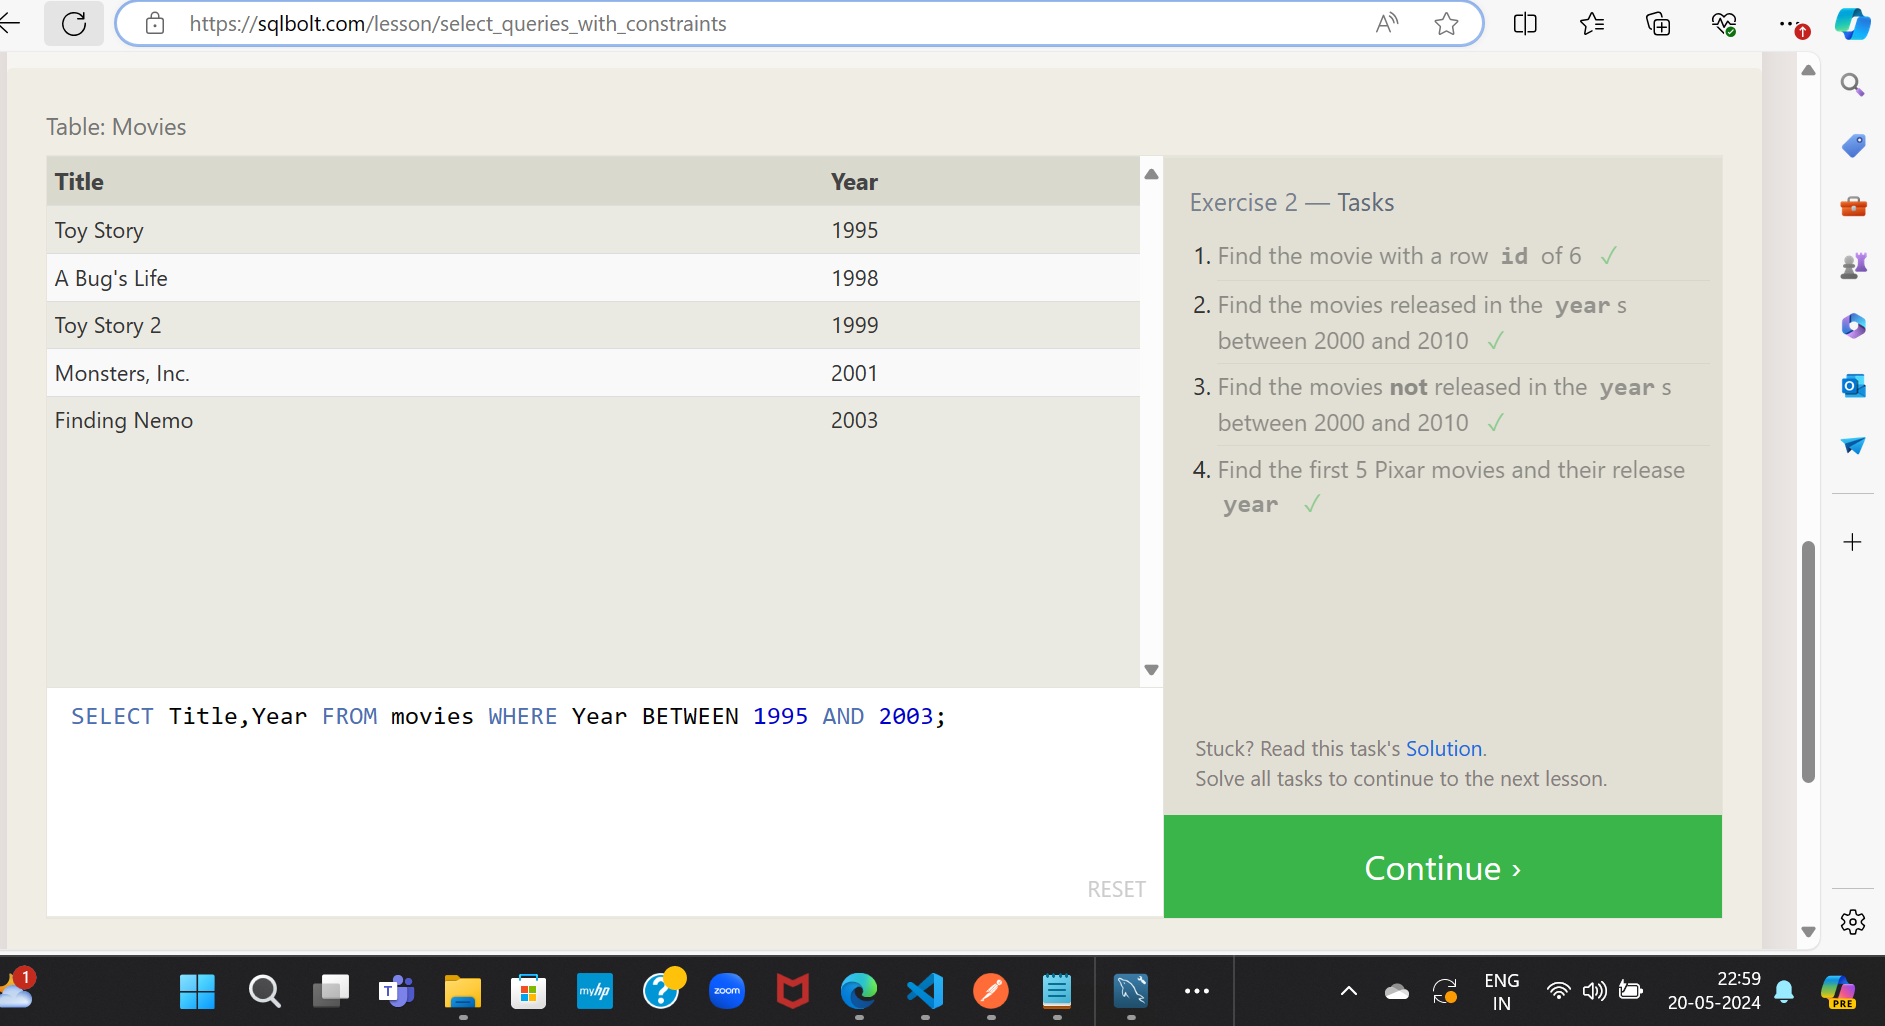 https://sqlbolt.com/lesson/select_queries_with_constraints
Table: Movies
Title Year
Toy Story 1995
A Bug's Life 1998
Toy Story 2 1999
Monsters, Inc. 2001
Finding Nemo 2003
SELECT Title,Year FROM movies WHERE Year BETWEEN 1995 AND 2003;
RESET
Exercise 2 — Tasks
1. Find the movie with a row id of 6 ✓
2. Find the movies released in the year s
between 2000 and 2010 ✓
3. Find the movies not released in the year s
between 2000 and 2010 ✓
4. Find the first 5 Pixar movies and their release
year ✓
Stuck? Read this task's Solution.
Solve all tasks to continue to the next lesson.
Continue ›
1
T
myhp
?
zoom
ENG
IN
22:59
20-05-2024
PRE